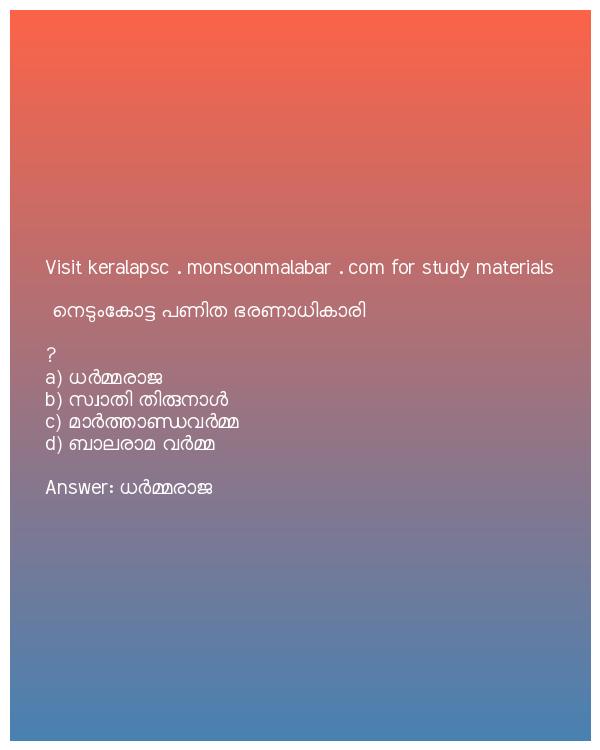 Visit keralapsc . monsoonmalabar . com for study materials
നെടുംകോട്ട പണിത ഭരണാധികാരി
?
a) ധർമ്മരാജ
b) സ്വാതി തിരുനാൾ
c) മാർത്താണ്ഡവർമ്മ
d) ബാലരാമ വർമ്മ
Answer: ധർമ്മരാജ